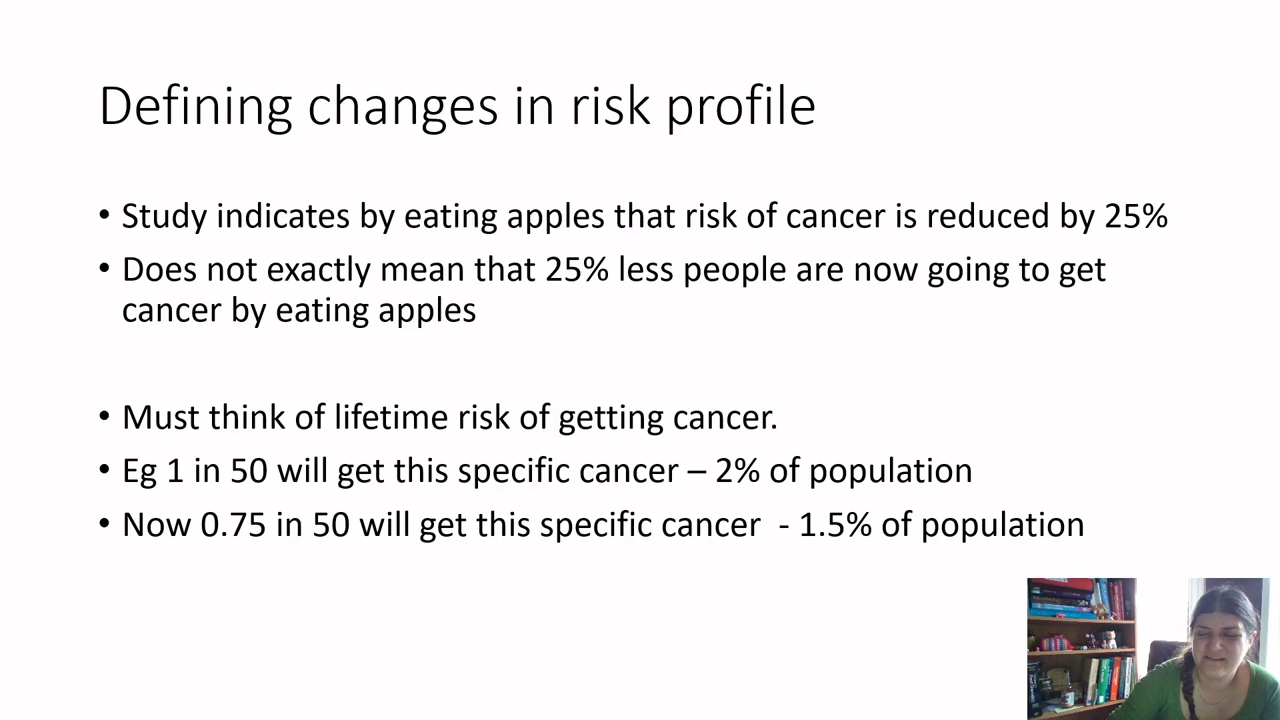 Defining changes in risk profile
• Study indicates by eating apples that risk of cancer is reduced by 25%
• Does not exactly mean that 25% less people are now going to get
cancer by eating apples
• Must think of lifetime risk of getting cancer.
• Eg 1 in 50 will get this specific cancer – 2% of population
• Now 0.75 in 50 will get this specific cancer  - 1.5% of population